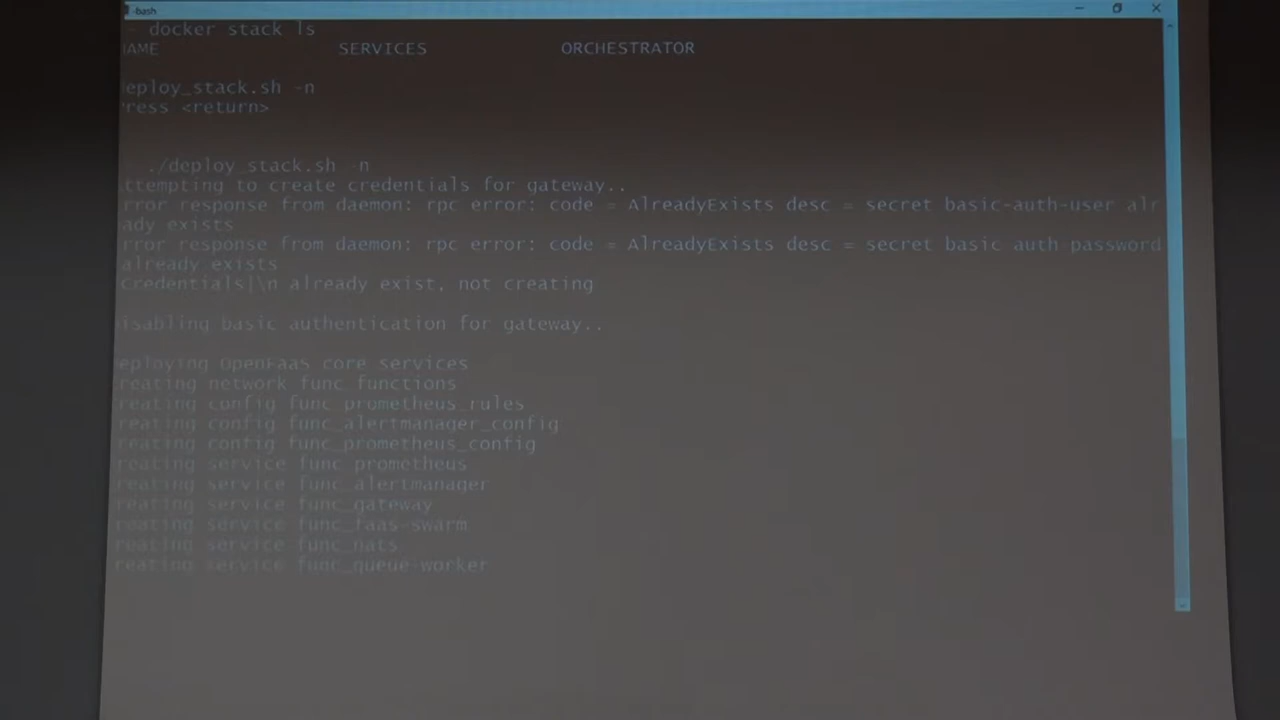 -bash
- docker stack ls
NAME SERVICES ORCHESTRATOR
eploy_stack.sh -n
ress <return>
./deploy_stack.sh -n
ttempting to create credentials for gateway..
rror response from daemon: rpc error: code = AlreadyExists desc = secret basic-auth-user alr
ady exists
rror response from daemon: rpc error: code = AlreadyExists desc = secret basic-auth-password
already exists
Credentials]\n already exist, not creating
isabling basic authentication for gateway..
eploying OpenFaaS core services
reating network func_functions
reating config func_prometheus_rules
reating config func_alertmanager_config
reating config func_prometheus_config
reating service func_prometheus
reating service func_alertmanager
reating service func_gateway
reating service func_faas-swarm
reating service func_nats
reating service func_queue-worker